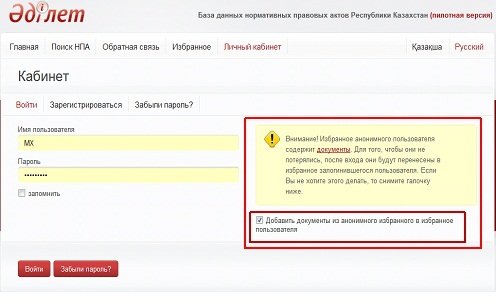 Әділет
База данных нормативных правовых актов Республики Казахстан (пилотная версия)
Главная Поиск НПА Обратная связь Избранное Личный кабинет Қазақша Русский
Кабинет
Войти Зарегистрироваться Забыли пароль?
Имя пользователя
MX
Пароль
•••••••••
запомнить
Внимание! Избранное анонимного пользователя
содержит документы. Для того, чтобы они не
потерялись, после входа они будут перенесены в
избранное залогинившегося пользователя. Если
Вы не хотите этого делать, то снимите галочку
ниже.
Добавить документы из анонимного избранного в избранное
пользователя
Войти Забыли пароль?